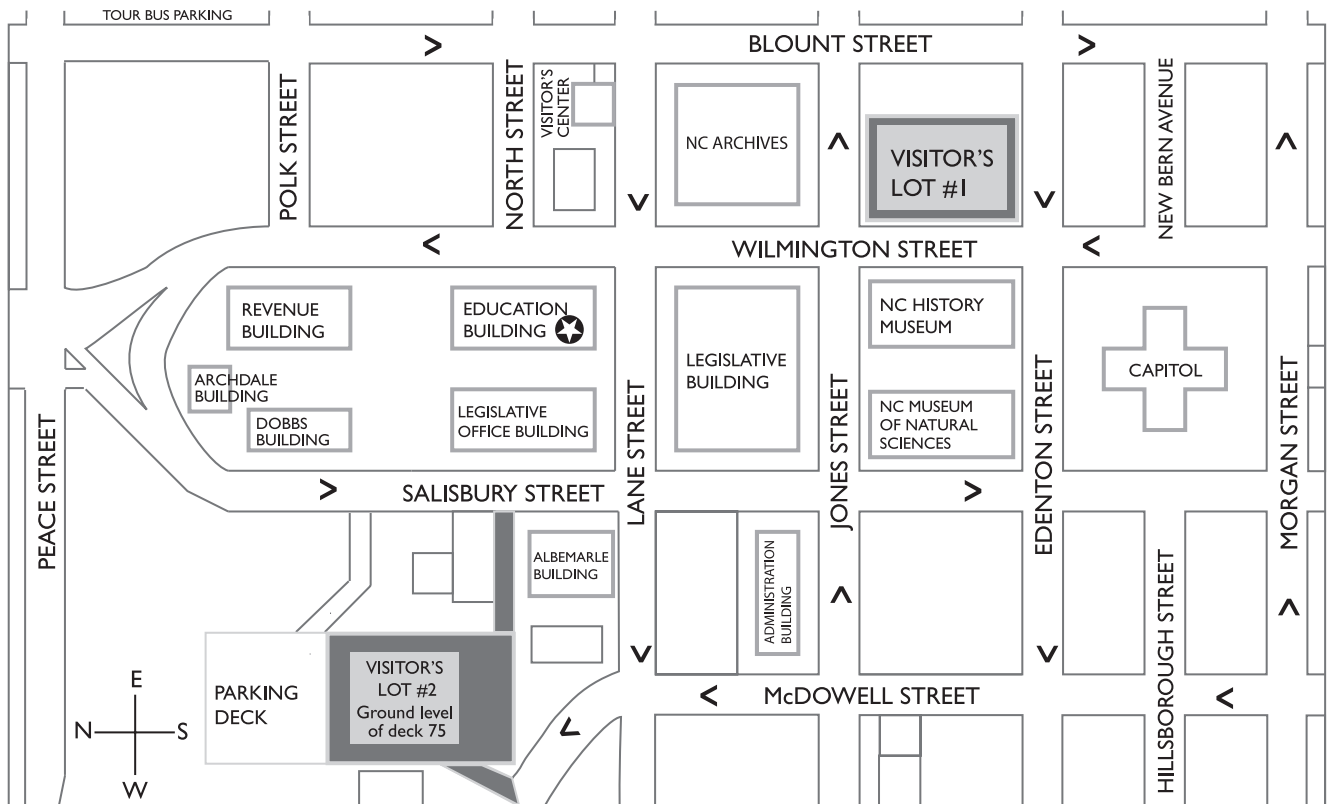 TOUR BUS PARKING
BLOUNT STREET
POLK STREET
NORTH STREET
VISITOR'S
CENTER
NC ARCHIVES
VISITOR'S
LOT #1
NEW BERN AVENUE
WILMINGTON STREET
REVENUE
BUILDING
EDUCATION
BUILDING
NC HISTORY
MUSEUM
LEGISLATIVE
BUILDING
CAPITOL
ARCHDALE
BUILDING
DOBBS
BUILDING
LEGISLATIVE
OFFICE BUILDING
NC MUSEUM
OF NATURAL
SCIENCES
PEACE STREET
LANE STREET
JONES STREET
EDENTON STREET
MORGAN STREET
SALISBURY STREET
ALBEMARLE
BUILDING
ADMINISTRATION
BUILDING
HILLSBOROUGH STREET
VISITOR'S
LOT #2
Ground level
of deck 75
PARKING
DECK
McDOWELL STREET
E
N
S
W